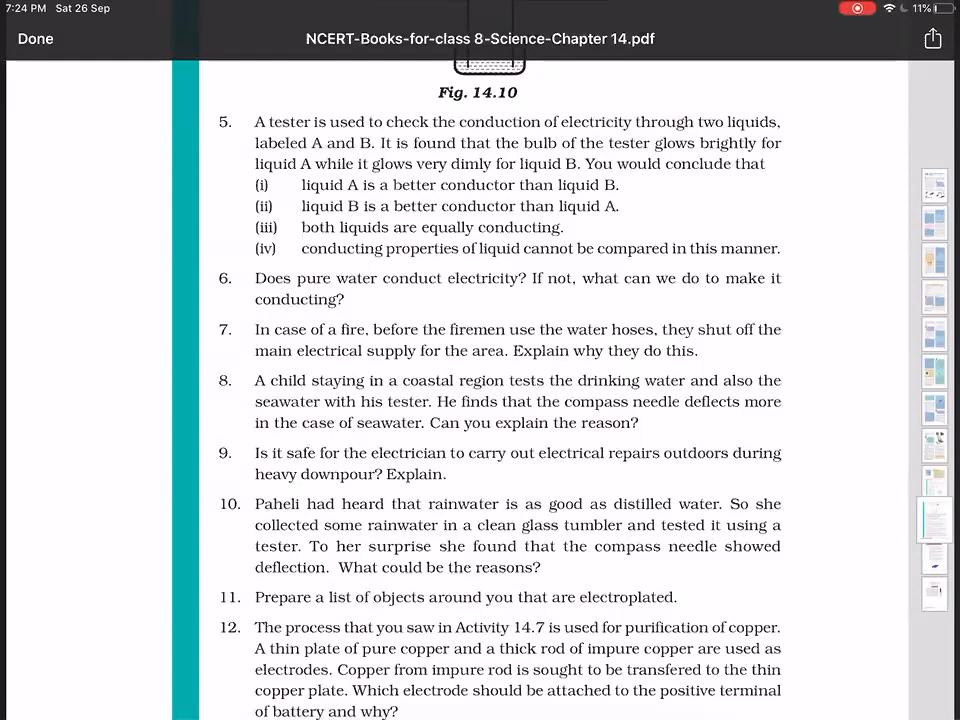 7:24 PM Sat 26 Sep 11%
Done NCERT-Books-for-class 8-Science-Chapter 14.pdf
Fig. 14.10
5. A tester is used to check the conduction of electricity through two liquids,
labeled A and B. It is found that the bulb of the tester glows brightly for
liquid A while it glows very dimly for liquid B. You would conclude that
(i) liquid A is a better conductor than liquid B.
(ii) liquid B is a better conductor than liquid A.
(iii) both liquids are equally conducting.
(iv) conducting properties of liquid cannot be compared in this manner.
6. Does pure water conduct electricity? If not, what can we do to make it
conducting?
7. In case of a fire, before the firemen use the water hoses, they shut off the
main electrical supply for the area. Explain why they do this.
8. A child staying in a coastal region tests the drinking water and also the
seawater with his tester. He finds that the compass needle deflects more
in the case of seawater. Can you explain the reason?
9. Is it safe for the electrician to carry out electrical repairs outdoors during
heavy downpour? Explain.
10. Paheli had heard that rainwater is as good as distilled water. So she
collected some rainwater in a clean glass tumbler and tested it using a
tester. To her surprise she found that the compass needle showed
deflection. What could be the reasons?
11. Prepare a list of objects around you that are electroplated.
12. The process that you saw in Activity 14.7 is used for purification of copper.
A thin plate of pure copper and a thick rod of impure copper are used as
electrodes. Copper from impure rod is sought to be transfered to the thin
copper plate. Which electrode should be attached to the positive terminal
of battery and why?